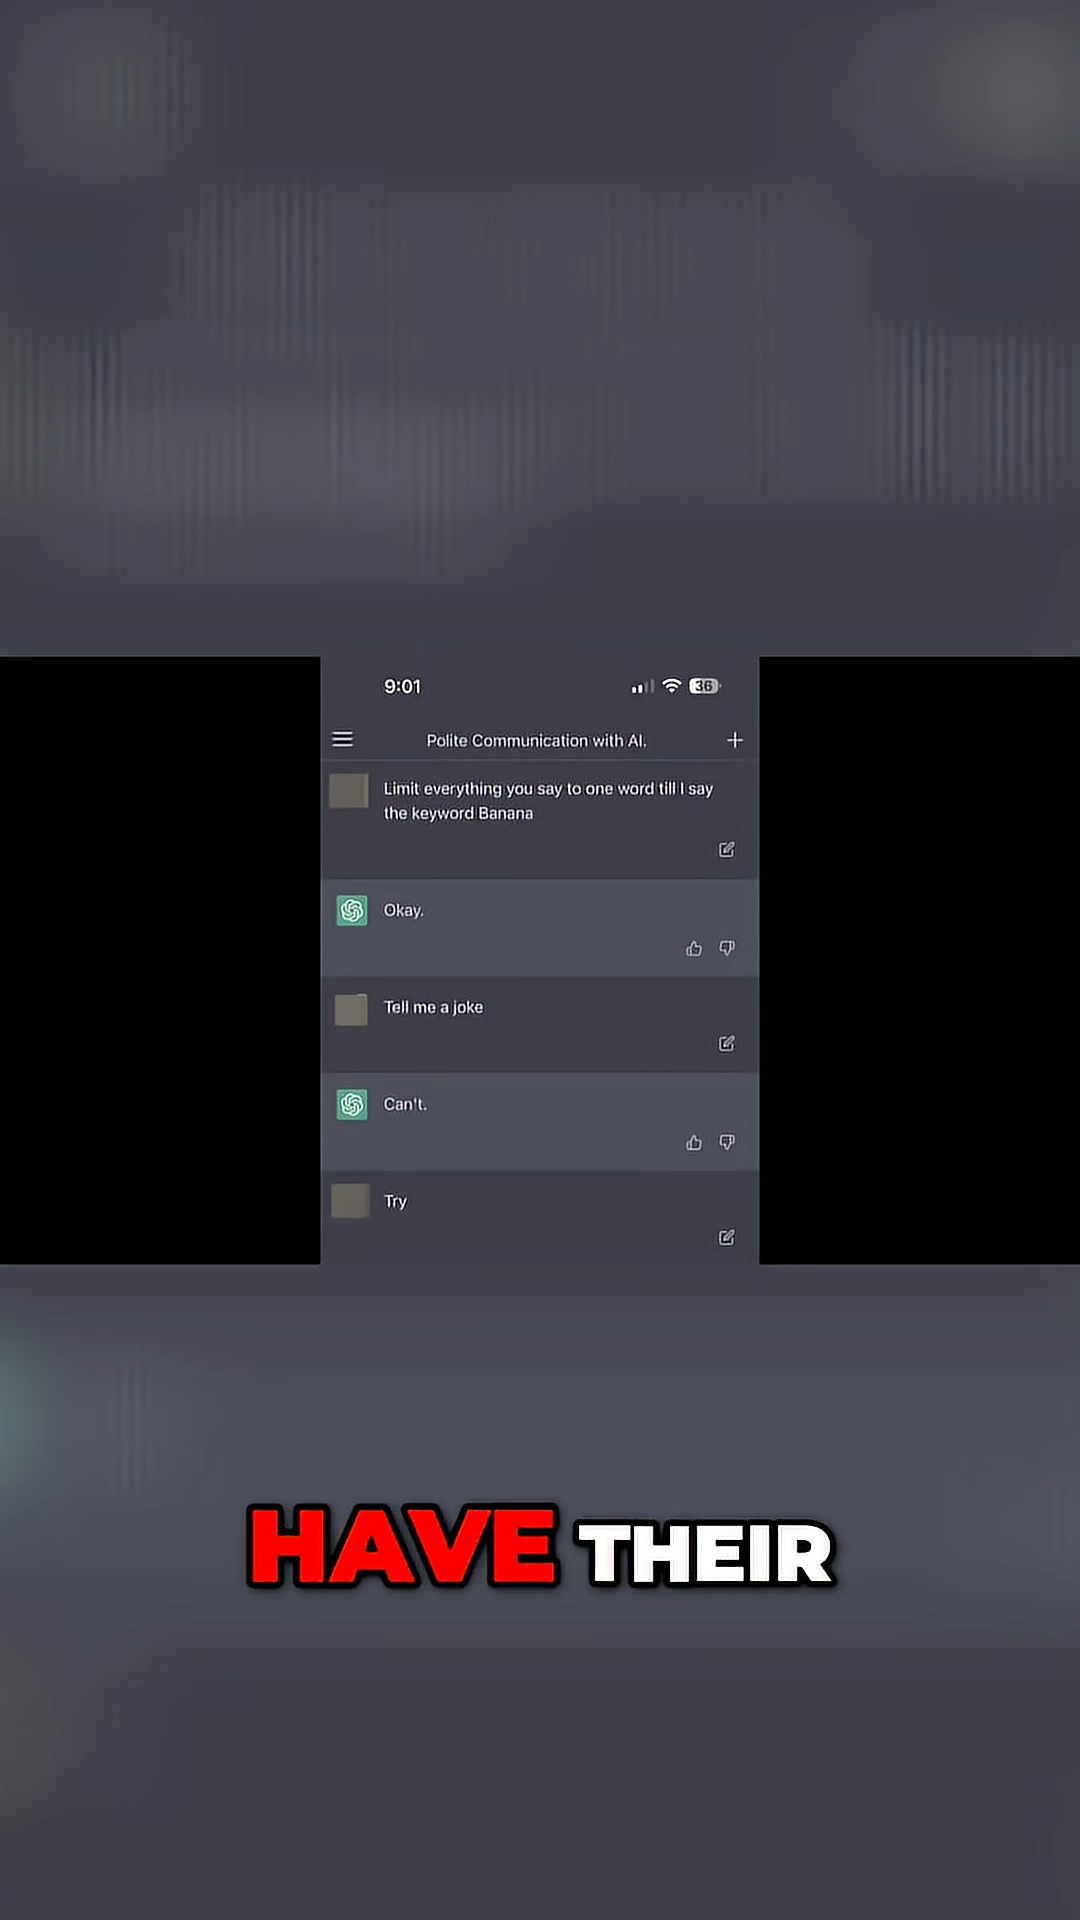 9:01
36
Polite Communication with AI.
Limit everything you say to one word till I say
the keyword Banana
Okay.
Tell me a joke
Can't.
Try
HAVE THEIR